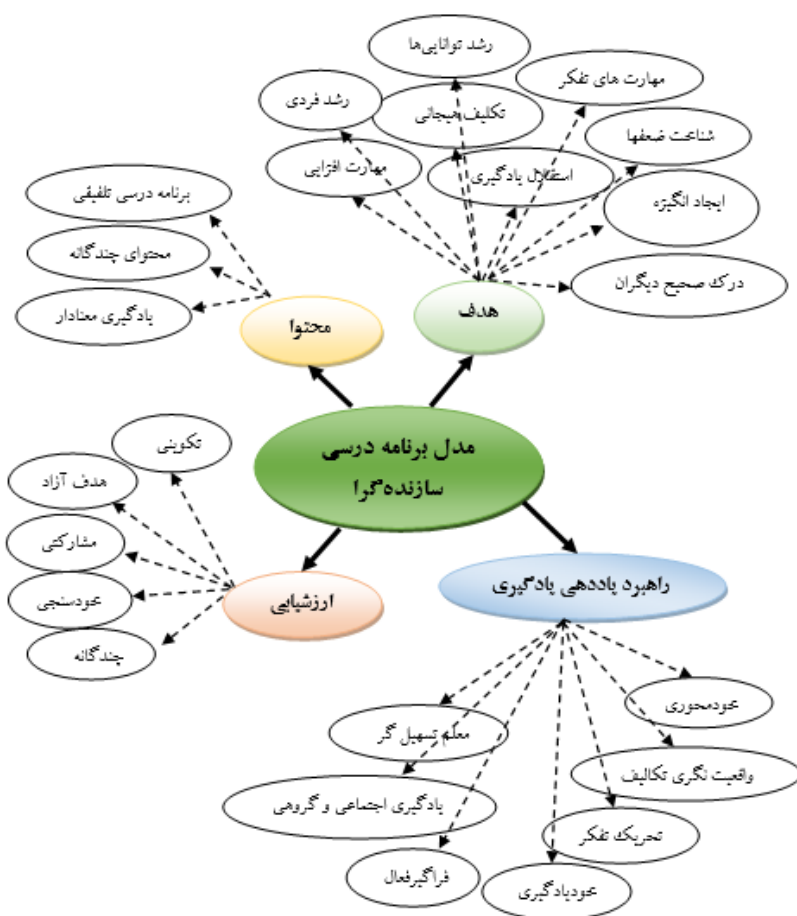 رشد توانایی‌ها
مهارت های تفکر
رشد فردی
تکلیف هیجانی
شناخت ضعفها
مهارت افزایی
استقلال یادگیری
ایجاد انگیزه
درک صحیح دیگران
هدف
برنامه درسی تلفیقی
محتوای چندگانه
یادگیری معنادار
محتوا
مدل برنامه درسی
سازنده‌گرا
تکوینی
هدف آزاد
مشارکتی
خودسنجی
چندگانه
ارزشیابی
راهبرد یاددهی یادگیری
خودمحوری
معلم تسهیل گر
واقعیت نگری تکالیف
یادگیری اجتماعی و گروهی
تحریک تفکر
فراگیرفعال
خودیادگیری